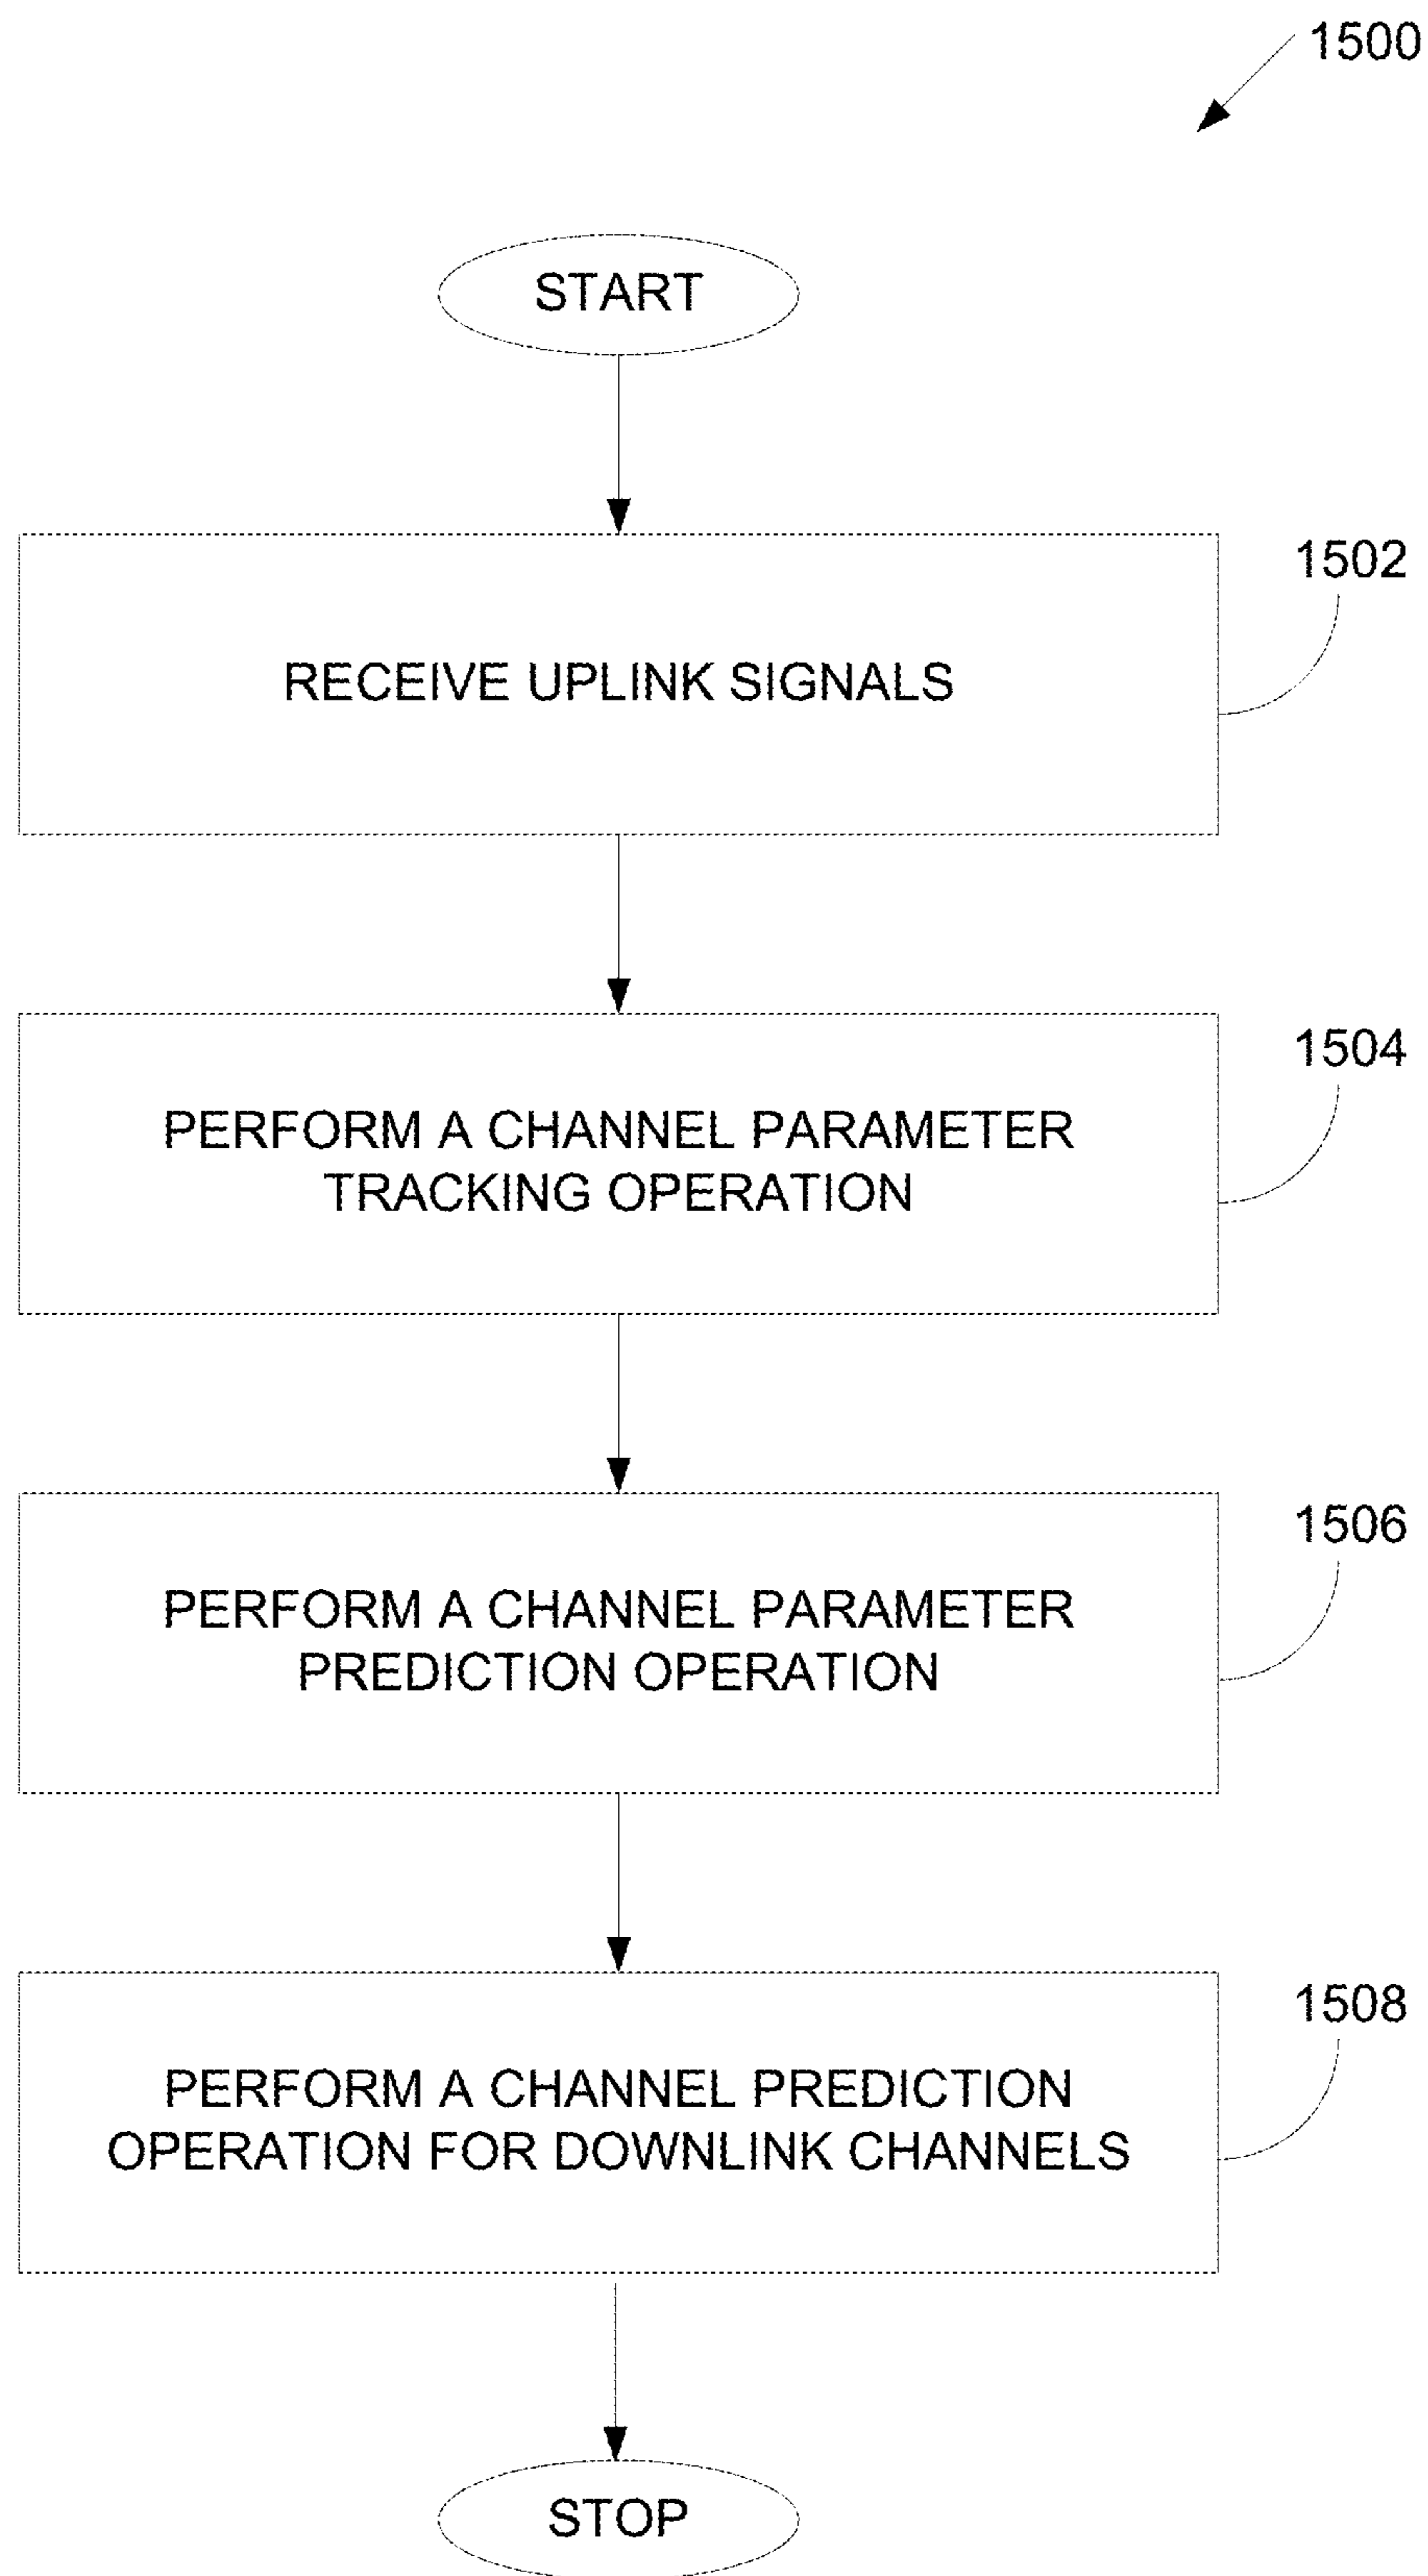 1500
START
1502
RECEIVE UPLINK SIGNALS
1504
PERFORM A CHANNEL PARAMETER
TRACKING OPERATION
1506
PERFORM A CHANNEL PARAMETER
PREDICTION OPERATION
1508
PERFORM A CHANNEL PREDICTION
OPERATION FOR DOWNLINK CHANNELS
STOP